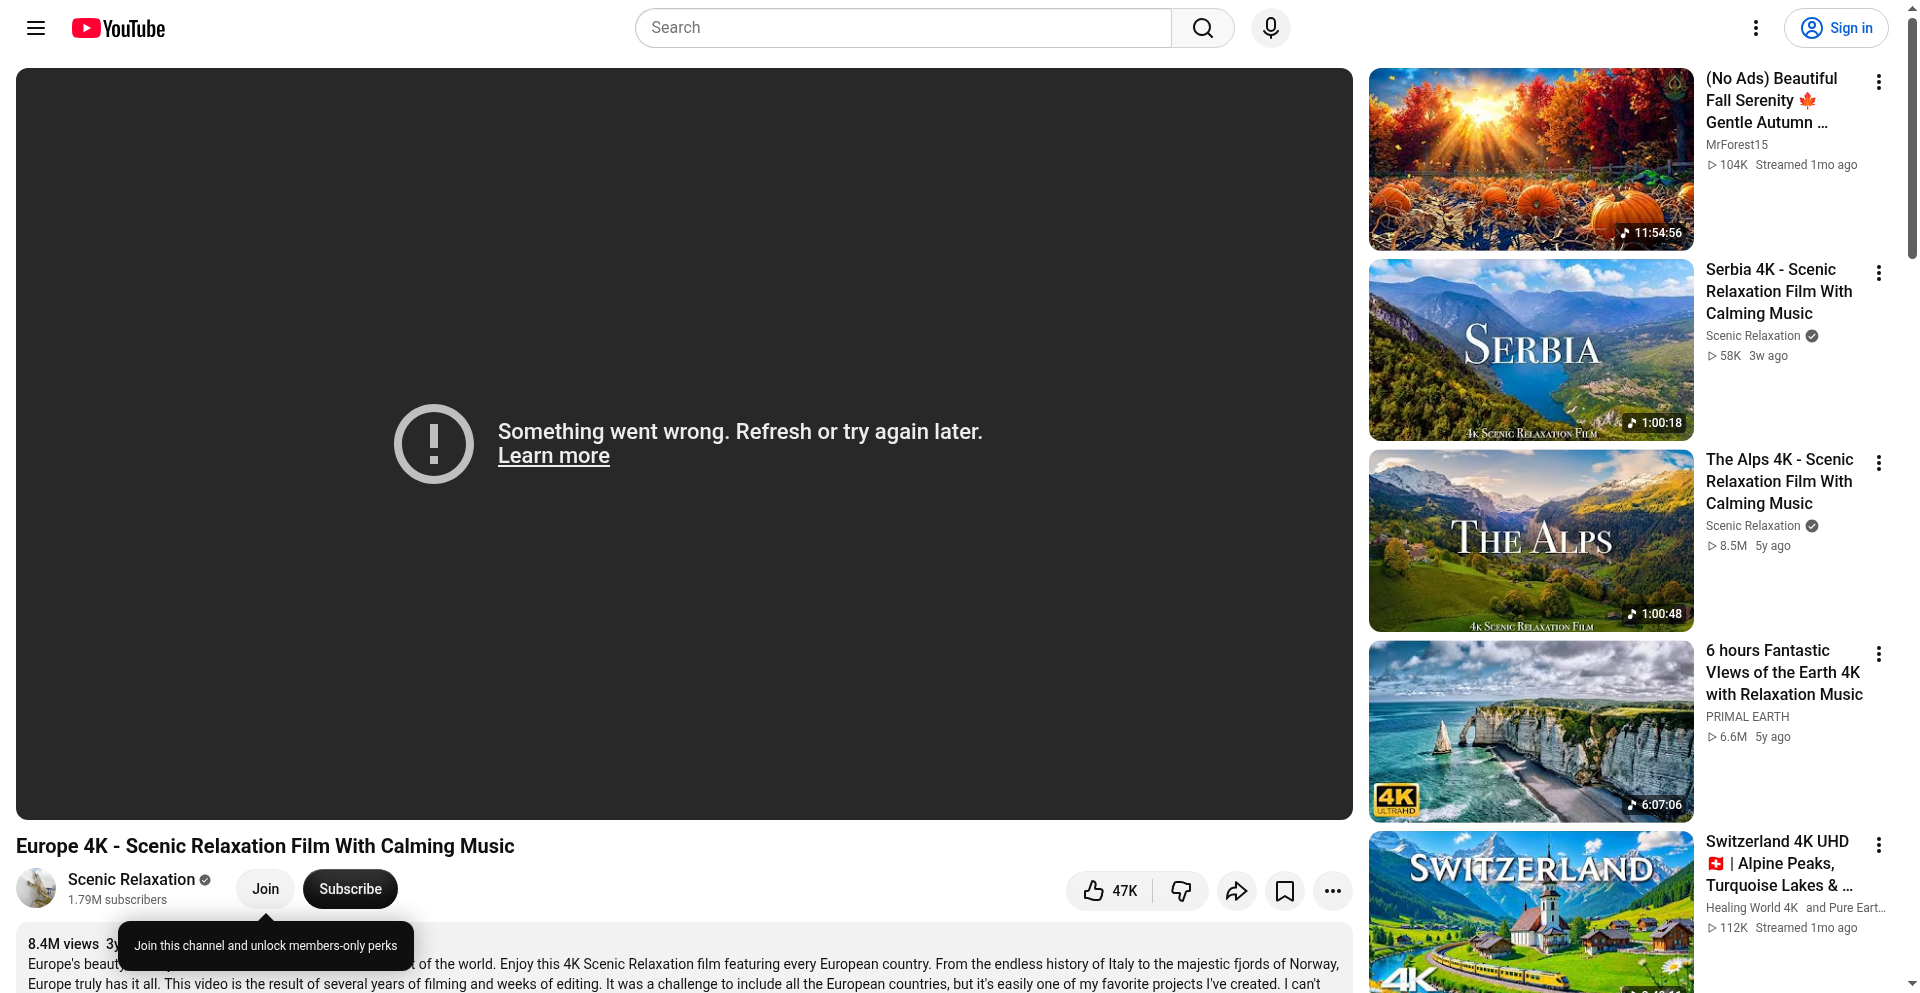 YouTube
Search
Sign in
Something went wrong. Refresh or try again later.
Learn more
Europe 4K - Scenic Relaxation Film With Calming Music
Scenic Relaxation
1.79M subscribers
Join
Subscribe
47K
Join this channel and unlock members-only perks
8.4M views 3y
Europe's beauty
t of the world. Enjoy this 4K Scenic Relaxation film featuring every European country. From the endless history of Italy to the majestic fjords of Norway,
Europe truly has it all. This video is the result of several years of filming and weeks of editing. It was a challenge to include all the European countries, but it's easily one of my favorite projects I've created. I can't
11:54:56
(No Ads) Beautiful
Fall Serenity 🍁
Gentle Autumn ...
MrForest15
104K Streamed 1mo ago
SERBIA
4K SCENIC RELAXATION FILM
1:00:18
Serbia 4K - Scenic
Relaxation Film With
Calming Music
Scenic Relaxation
58K 3w ago
THE ALPS
4K SCENIC RELAXATION FILM
1:00:48
The Alps 4K - Scenic
Relaxation Film With
Calming Music
Scenic Relaxation
8.5M 5y ago
4K
ULTRAHD
6:07:06
6 hours Fantastic
VIews of the Earth 4K
with Relaxation Music
PRIMAL EARTH
6.6M 5y ago
SWITZERLAND
4K
Switzerland 4K UHD
🇨🇭 | Alpine Peaks,
Turquoise Lakes & ...
Healing World 4K and Pure Eart...
112K Streamed 1mo ago